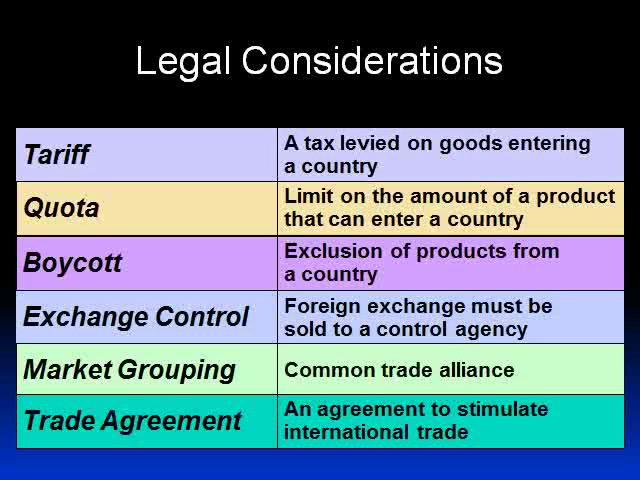 Legal Considerations
Tariff
A tax levied on goods entering
a country
Quota
Limit on the amount of a product
that can enter a country
Boycott
Exclusion of products from
a country
Exchange Control
Foreign exchange must be
sold to a control agency
Market Grouping
Common trade alliance
Trade Agreement
An agreement to stimulate
international trade